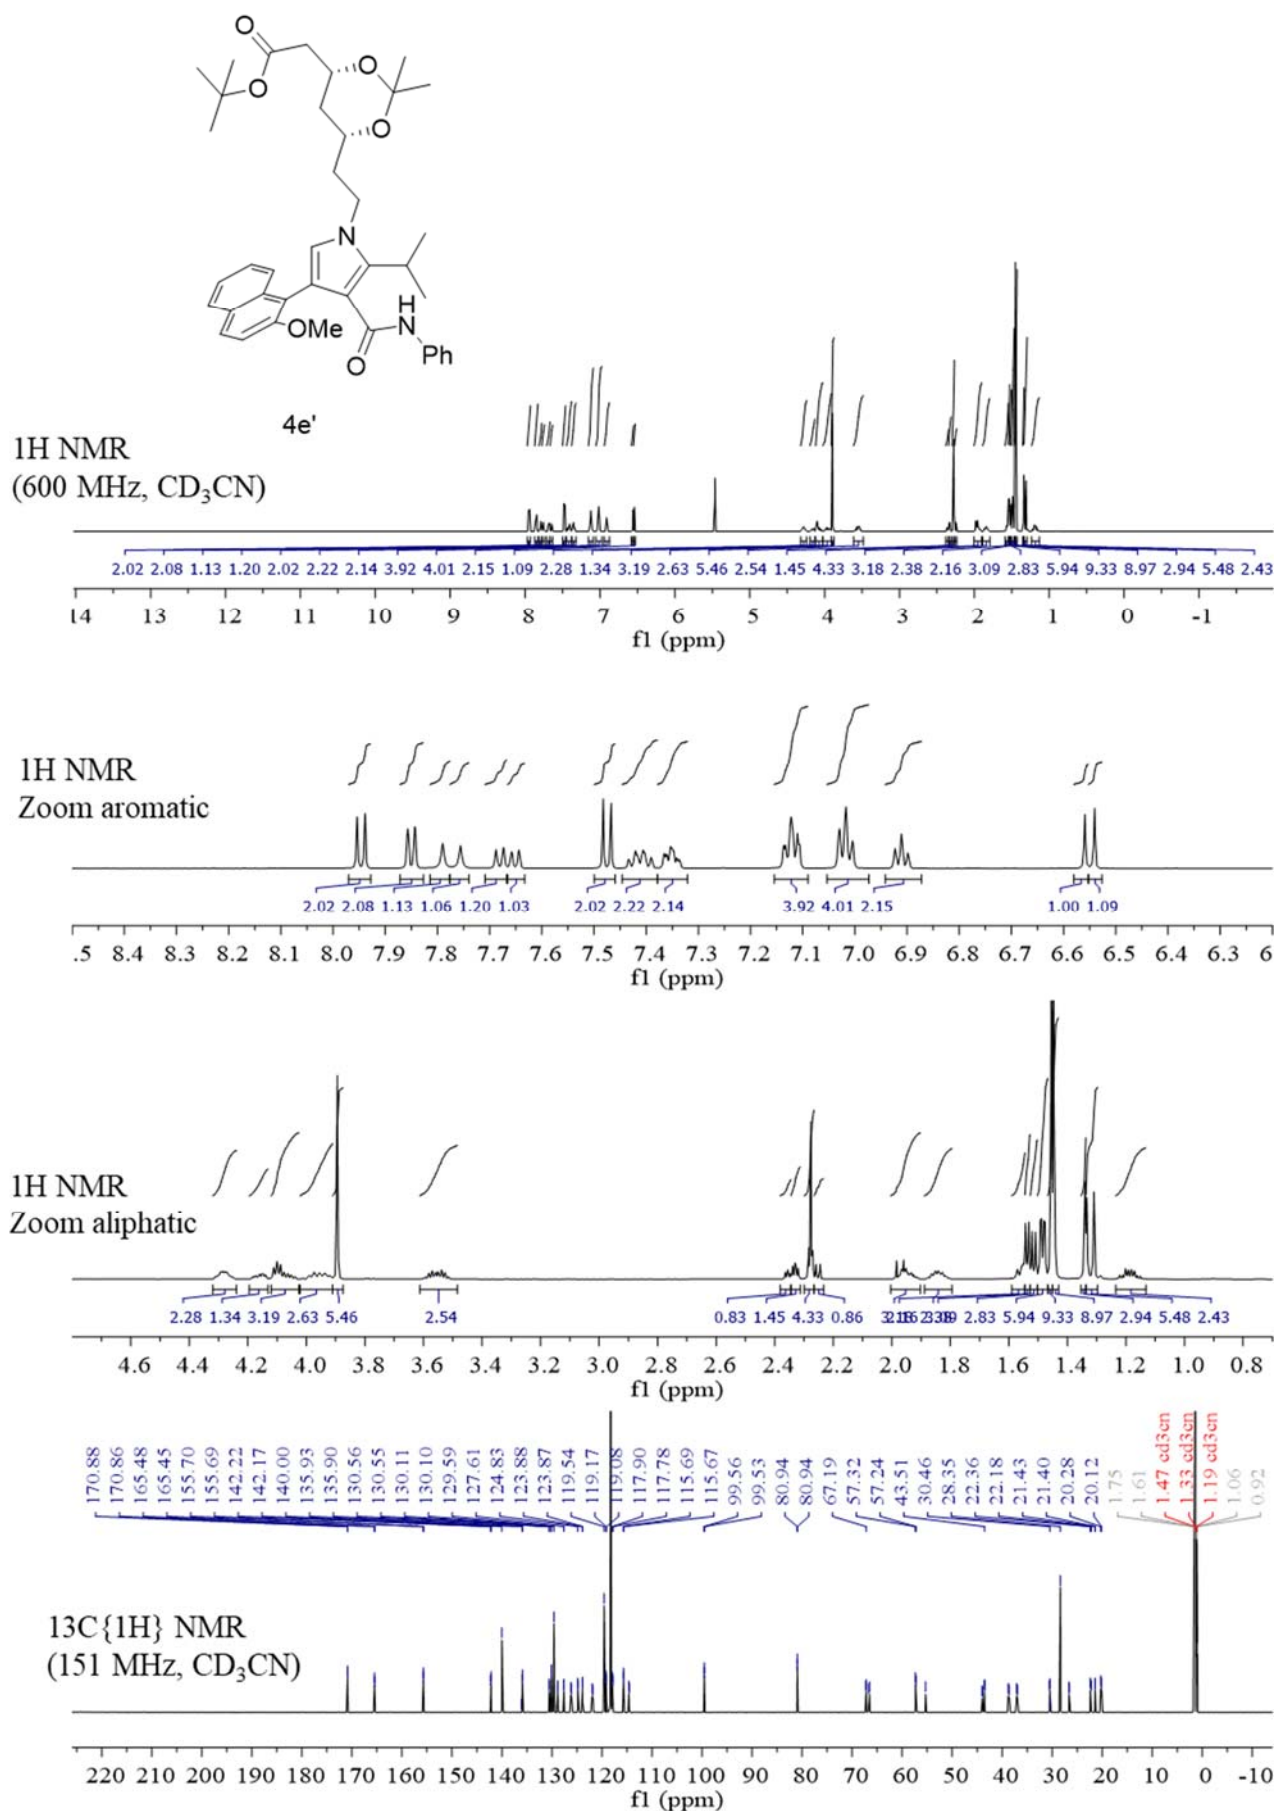 O
O
O
O
N
H
N
OMe
O
Ph
4e'
1H NMR
(600 MHz, CD3CN)
2.02 2.08 1.13 1.20 2.02 2.22 2.14 3.92 4.01 2.15 1.09 2.28 1.34 3.19 2.63 5.46 2.54 1.45 4.33 3.18 2.38 2.16 3.09 2.83 5.94 9.33 8.97 2.94 5.48 2.43
14 13 12 11 10 9 8 7 6 5 4 3 2 1 0 -1
f1 (ppm)
1H NMR
Zoom aromatic
2.02 2.08 1.13 1.06 1.20 1.03 2.02 2.22 2.14 3.92 4.01 2.15 1.00 1.09
.5 8.4 8.3 8.2 8.1 8.0 7.9 7.8 7.7 7.6 7.5 7.4 7.3 7.2 7.1 7.0 6.9 6.8 6.7 6.6 6.5 6.4 6.3 6
f1 (ppm)
1H NMR
Zoom aliphatic
2.28 1.34 3.19 2.63 5.46 2.54 0.83 1.45 4.33 0.86 2.83 5.94 9.33 8.97 2.94 5.48 2.43
4.6 4.4 4.2 4.0 3.8 3.6 3.4 3.2 3.0 2.8 2.6 2.4 2.2 2.0 1.8 1.6 1.4 1.2 1.0 0.8
f1 (ppm)
170.88 170.86 165.48 165.45 155.70 155.69 142.22 142.17 140.00 135.93 135.90 130.56 130.55 130.11 130.10 129.59 127.61 124.83 123.88 123.87 119.54 119.17 119.08 117.90 117.78 115.69 115.67 99.56 99.53 80.94 80.94 67.19 57.32 57.24 43.51 30.46 28.35 22.36 22.18 21.43 21.40 20.28 20.12 1.75 1.61 1.47 cd3cn 1.33 cd3cn 1.19 cd3cn 1.06 0.92
13C{1H} NMR
(151 MHz, CD3CN)
220 210 200 190 180 170 160 150 140 130 120 110 100 90 80 70 60 50 40 30 20 10 0 -10
f1 (ppm)